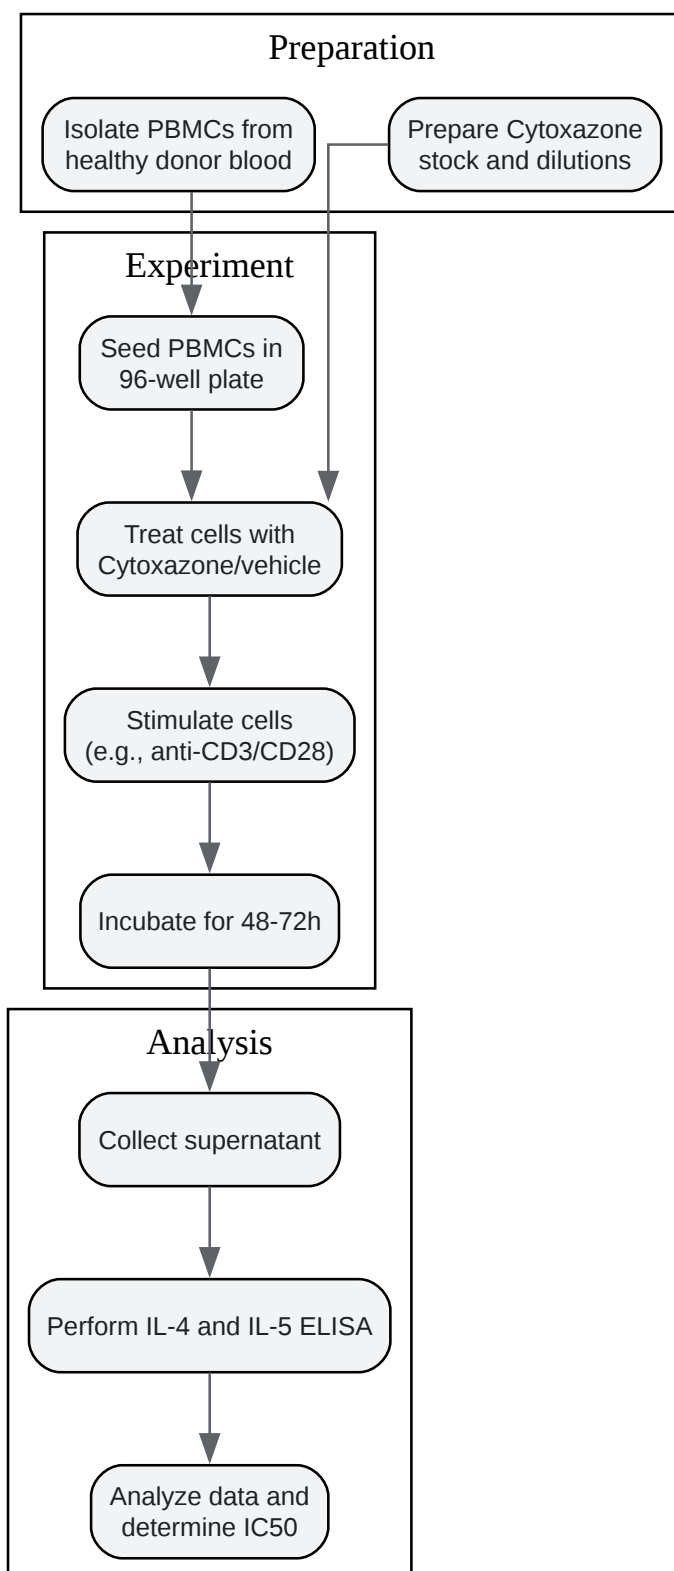 Preparation
Isolate PBMCs from
healthy donor blood
Prepare Cytoxazone
stock and dilutions
Experiment
Seed PBMCs in
96-well plate
Treat cells with
Cytoxazone/vehicle
Stimulate cells
(e.g., anti-CD3/CD28)
Incubate for 48-72h
Analysis
Collect supernatant
Perform IL-4 and IL-5 ELISA
Analyze data and
determine IC50